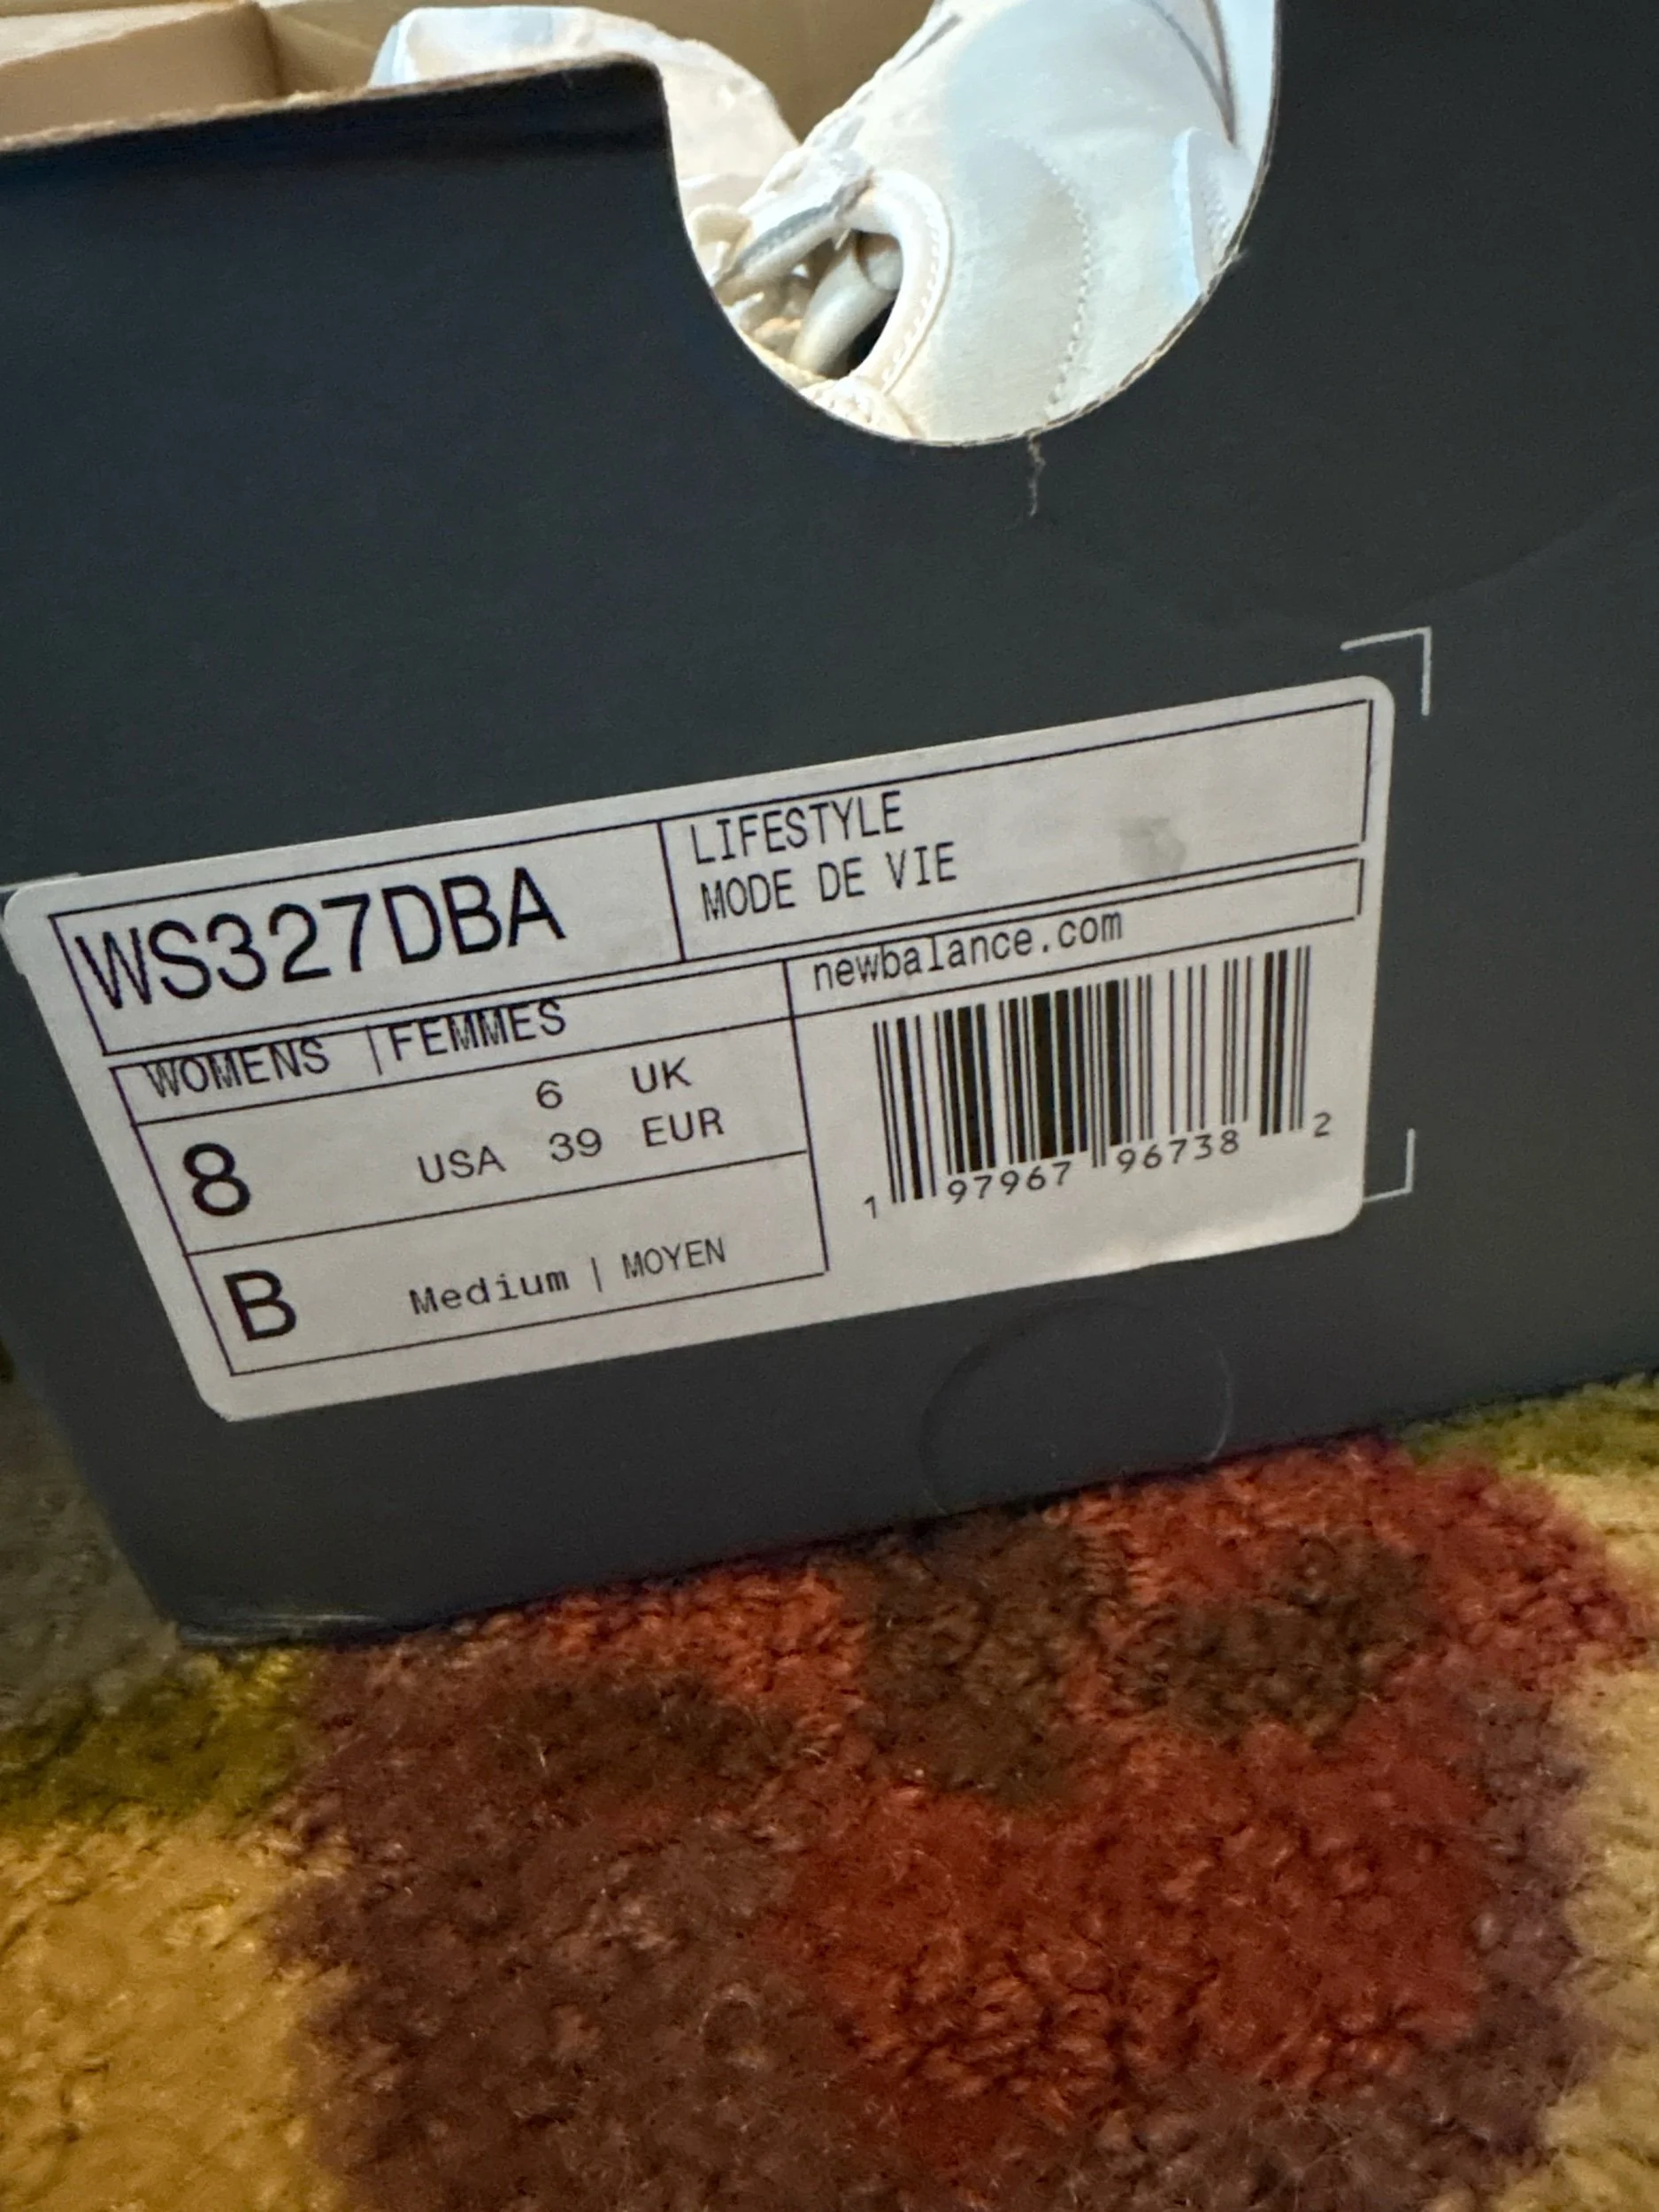 WS327DBA
LIFESTYLE
MODE DE VIE
newbalance.com
WOMENS | FEMMES
8 USA
6 UK
39 EUR
B Medium | MOYEN
1 97967 96738 2